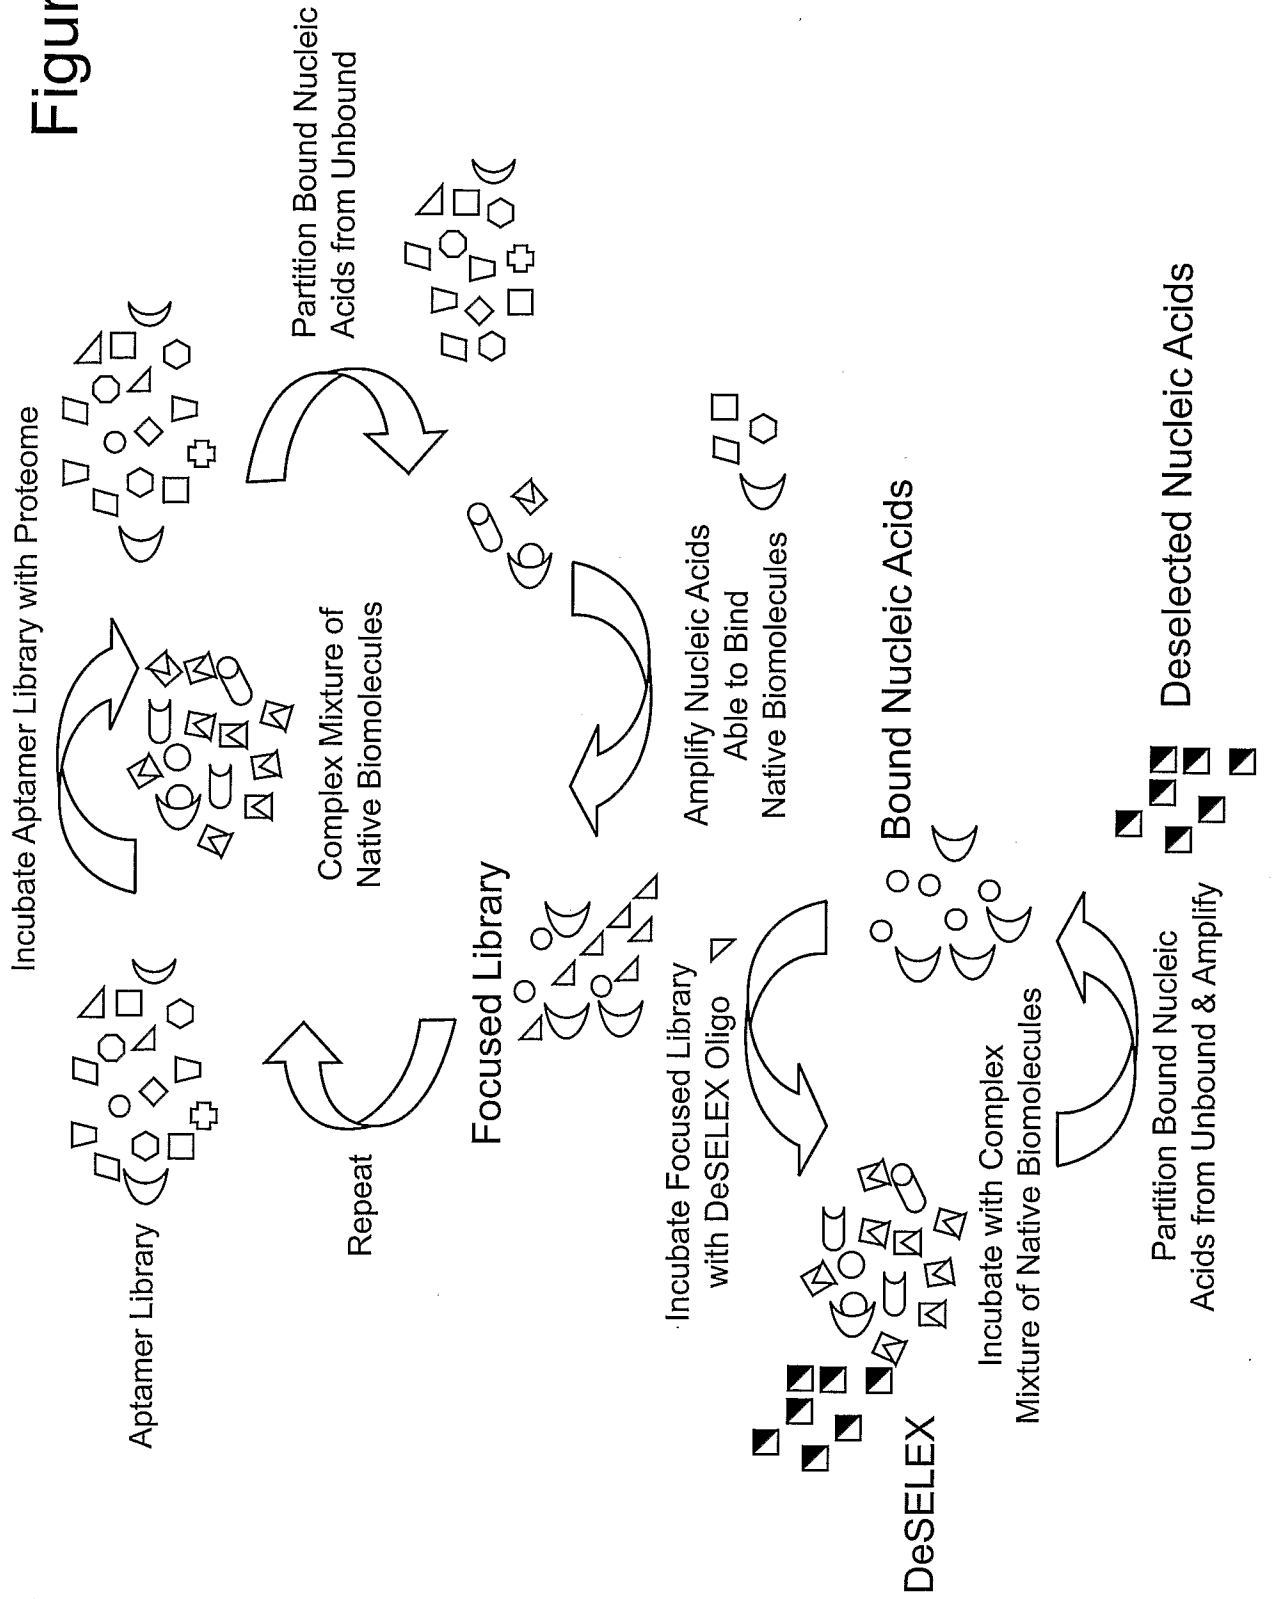 Figur
Incubate Aptamer Library with Proteome
Aptamer Library
Complex Mixture of
Native Biomolecules
Partition Bound Nucleic
Acids from Unbound
Repeat
Focused Library
Amplify Nucleic Acids
Able to Bind
Native Biomolecules
Incubate Focused Library
with DeSELEX Oligo
DeSELEX
Bound Nucleic Acids
Incubate with Complex
Mixture of Native Biomolecules
Partition Bound Nucleic
Acids from Unbound & Amplify
Deselected Nucleic Acids